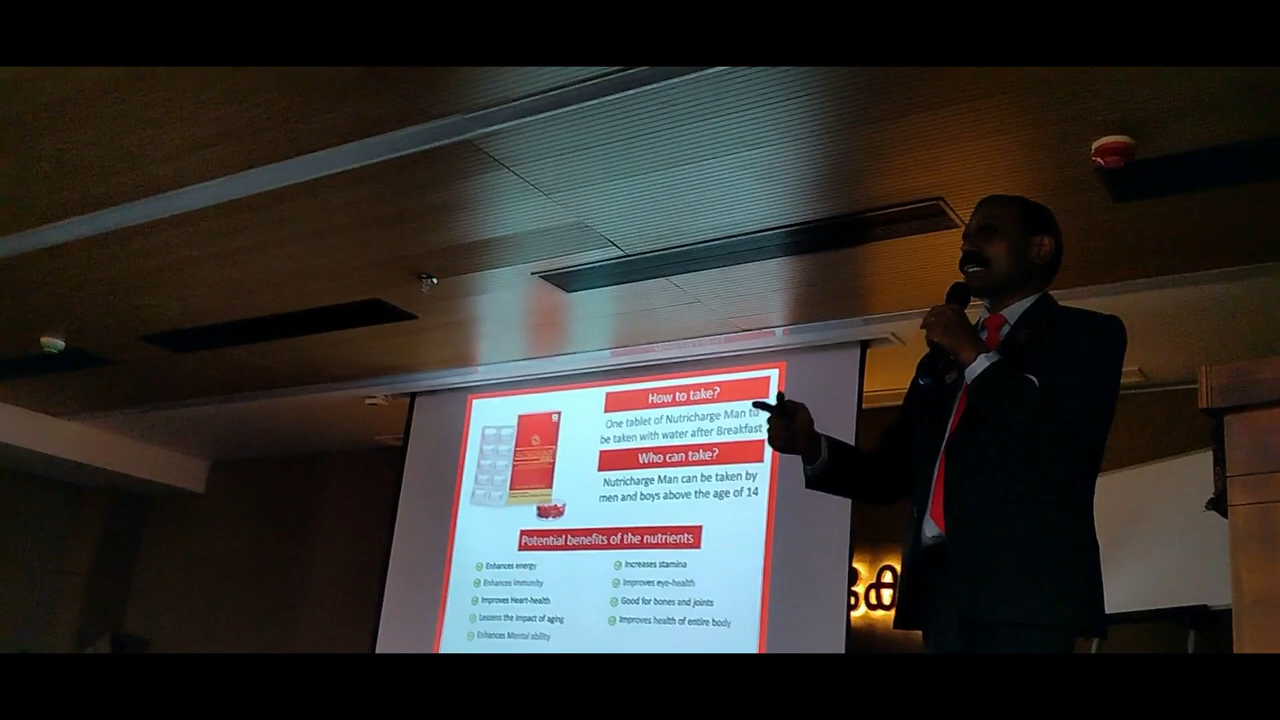 How to take?
One tablet of Nutricharge Man to
be taken with water after Breakfast
Who can take?
Nutricharge Man can be taken by
men and boys above the age of 14
Potential benefits of the nutrients
Enhances energy
Enhances Immunity
Improves Heart-health
Lessens the impact of aging
Enhances Mental ability
Increases stamina
Improves eye-health
Good for bones and joints
Improves health of entire body